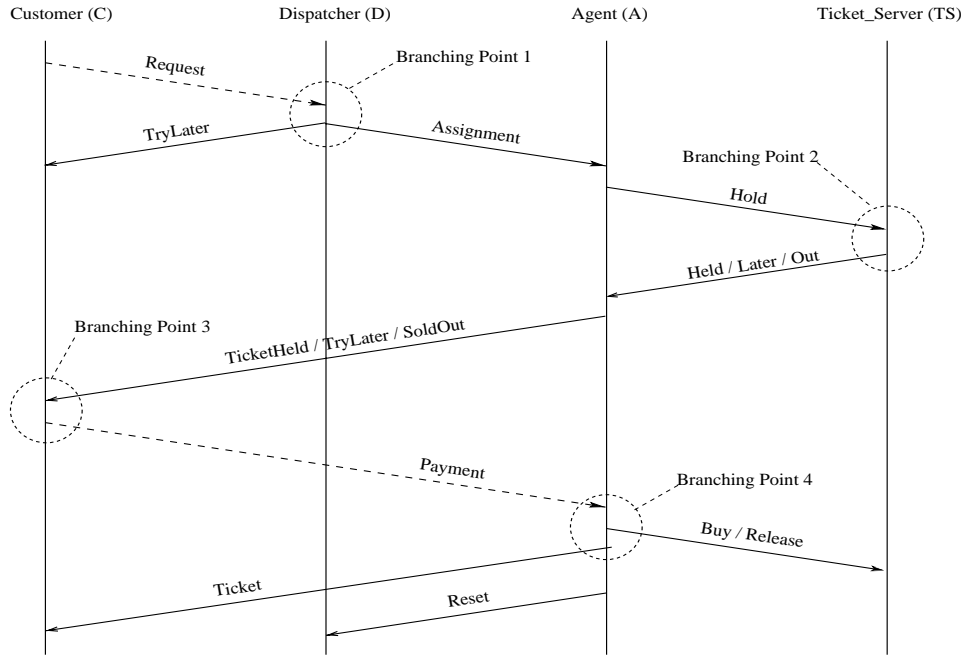 Customer (C)
Dispatcher (D)
Agent (A)
Ticket_Server (TS)
Request
Branching Point 1
TryLater
Assignment
Branching Point 2
Hold
Held / Later / Out
Branching Point 3
TicketHeld / TryLater / SoldOut
Payment
Branching Point 4
Buy / Release
Ticket
Reset